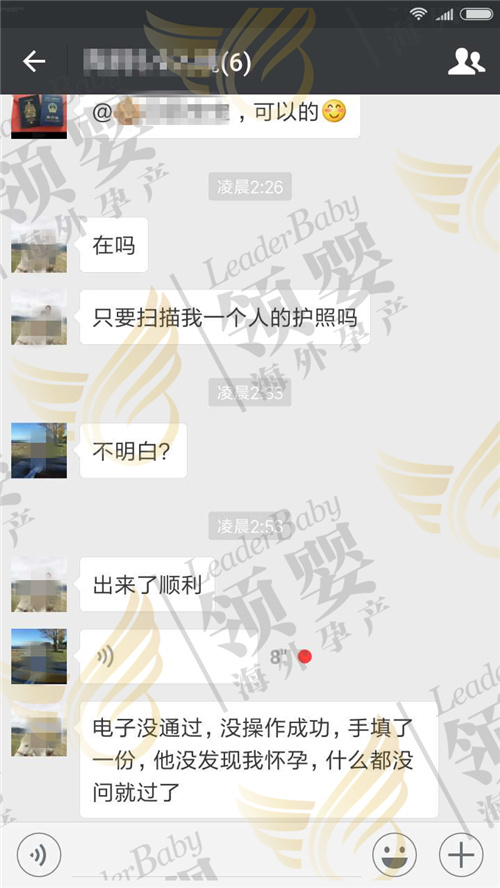 (6)
@ ,可以的
凌晨2:26
在吗
只要扫描我一个人的护照吗
凌晨2:33
不明白?
凌晨2:53
出来了顺利
8"
电子没通过,没操作成功,手填了
一份,他没发现我怀孕,什么都没
问就过了
LeaderBaby
领婴
海外孕产